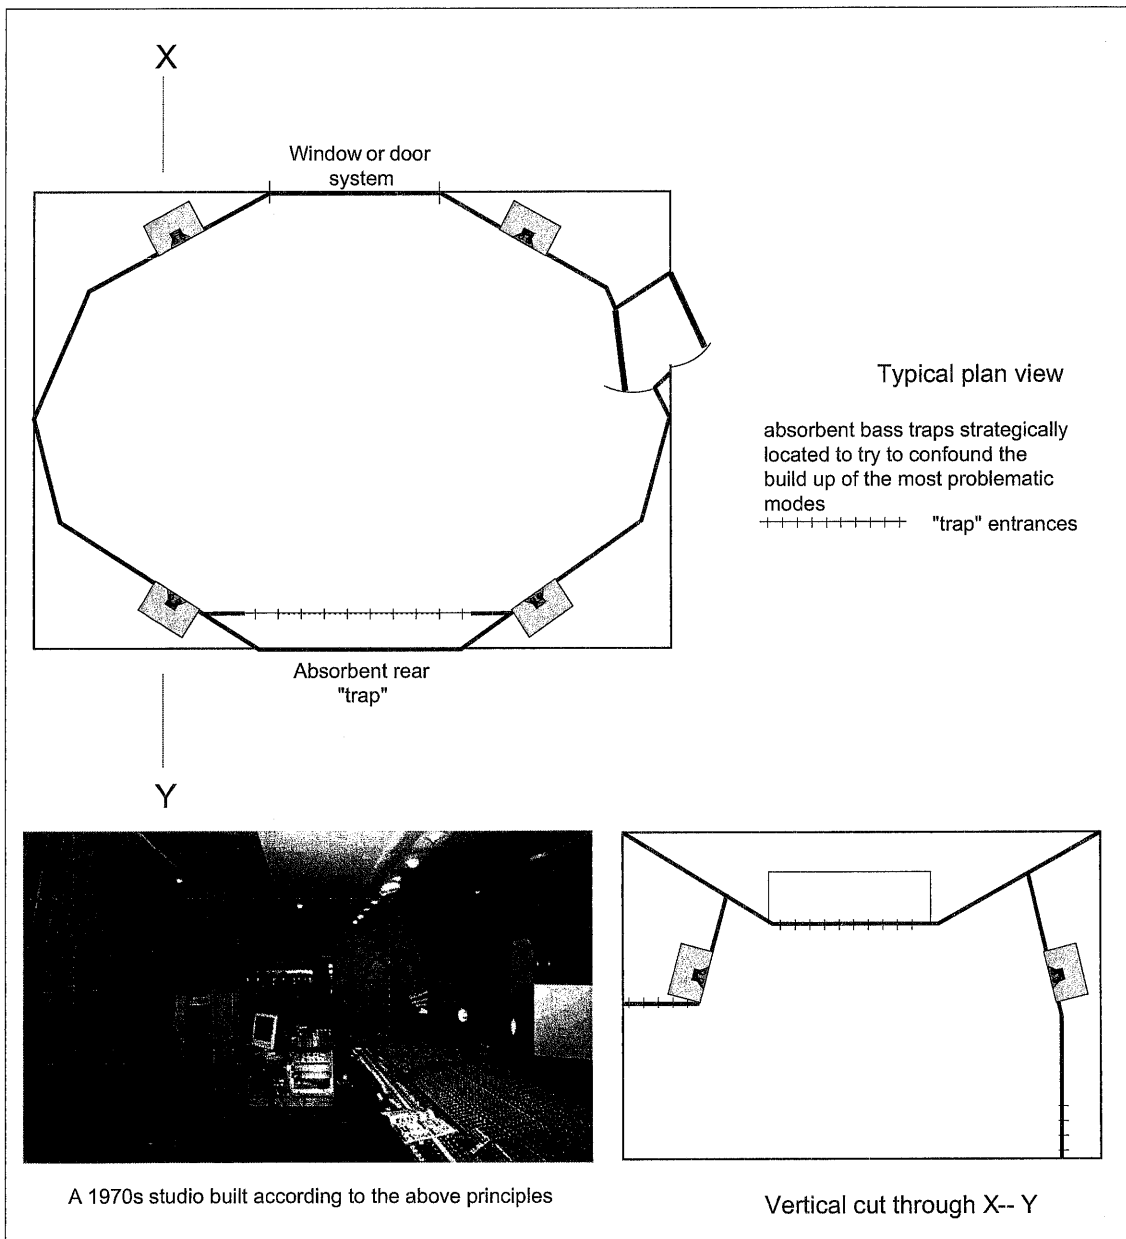 X
Window or door
system
Typical plan view
absorbent bass traps strategically
located to try to confound the
build up of the most problematic
modes
"trap" entrances
Absorbent rear
"trap"
Y
A 1970s studio built according to the above principles
Vertical cut through X-- Y